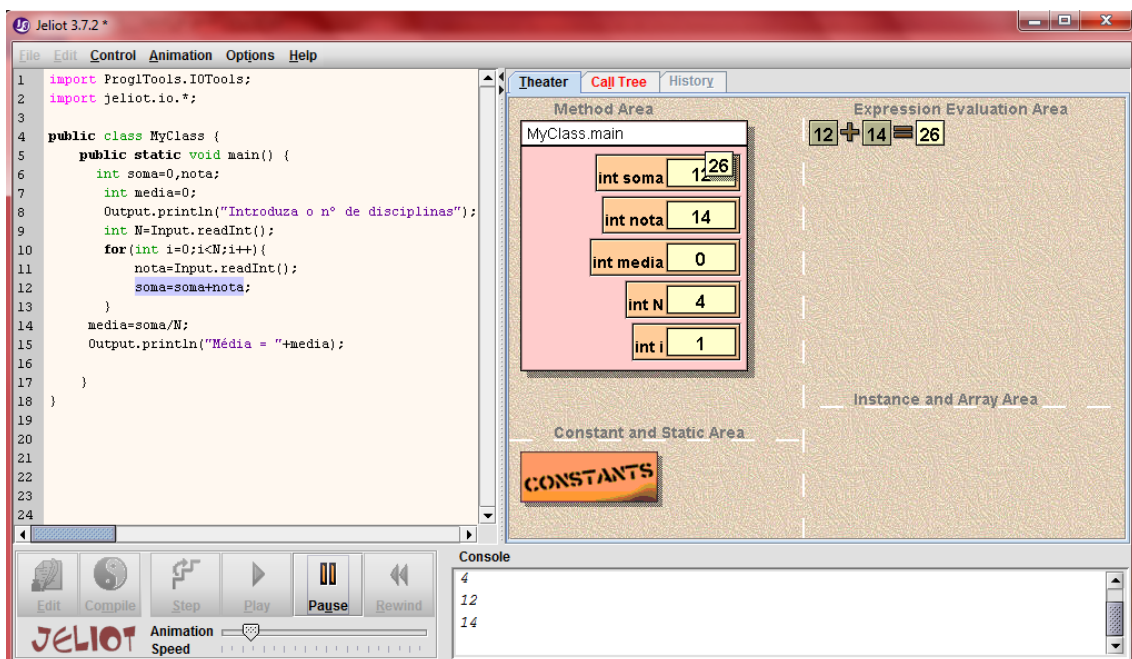 Jeliot 3.7.2 *
File Edit Control Animation Options Help
1 import Prog1Tools.IOTools;
2 import jeliot.io.*;
3
4 public class MyClass {
5 public static void main() {
6 int soma=0,nota;
7 int media=0;
8 Output.println("Introduza o nº de disciplinas");
9 int N=Input.readInt();
10 for(int i=0;i<N;i++){
11 nota=Input.readInt();
12 soma=soma+nota;
13 }
14 media=soma/N;
15 Output.println("Média = "+media);
16
17 }
18 }
19
20
21
22
23
24
Theater Call Tree History
Method Area
MyClass.main
int soma 12 26
int nota 14
int media 0
int N 4
int i 1
Expression Evaluation Area
12 + 14 = 26
Constant and Static Area
CONSTANTS
Instance and Array Area
Edit Compile Step Play Pause Rewind
JELIOT
Animation Speed
Console
4
12
14